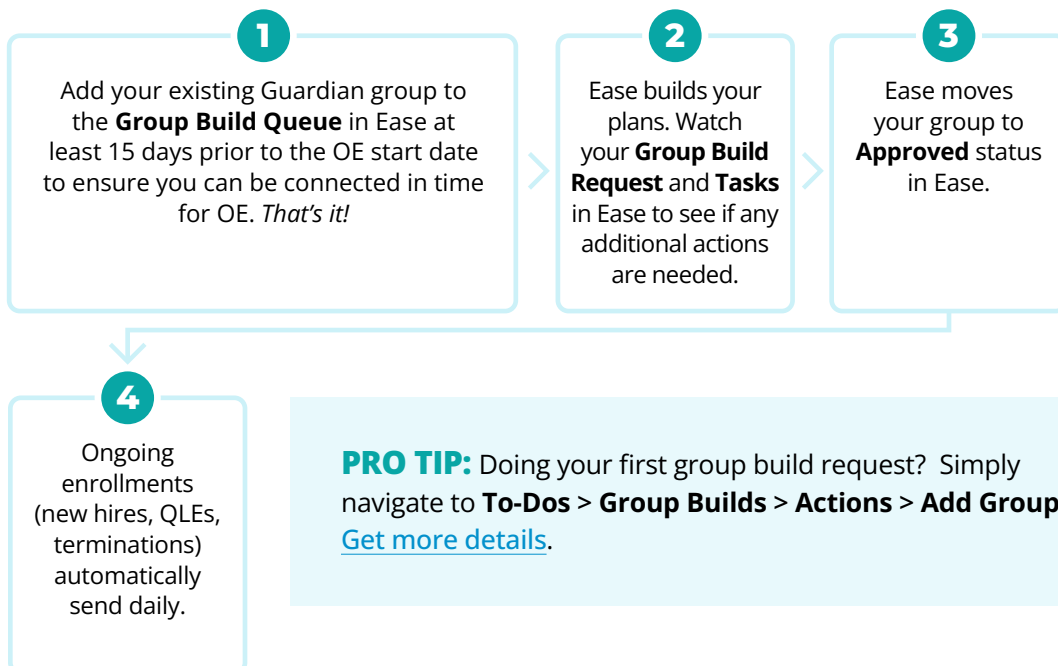 1
Add your existing Guardian group to
the Group Build Queue in Ease at
least 15 days prior to the OE start date
to ensure you can be connected in time
for OE. That's it!
2
Ease builds your
plans. Watch
your Group Build
Request and Tasks
in Ease to see if any
additional actions
are needed.
3
Ease moves
your group to
Approved status
in Ease.
4
Ongoing
enrollments
(new hires, QLEs,
terminations)
automatically
send daily.
PRO TIP: Doing your first group build request? Simply
navigate to To-Dos > Group Builds > Actions > Add Group
Get more details.